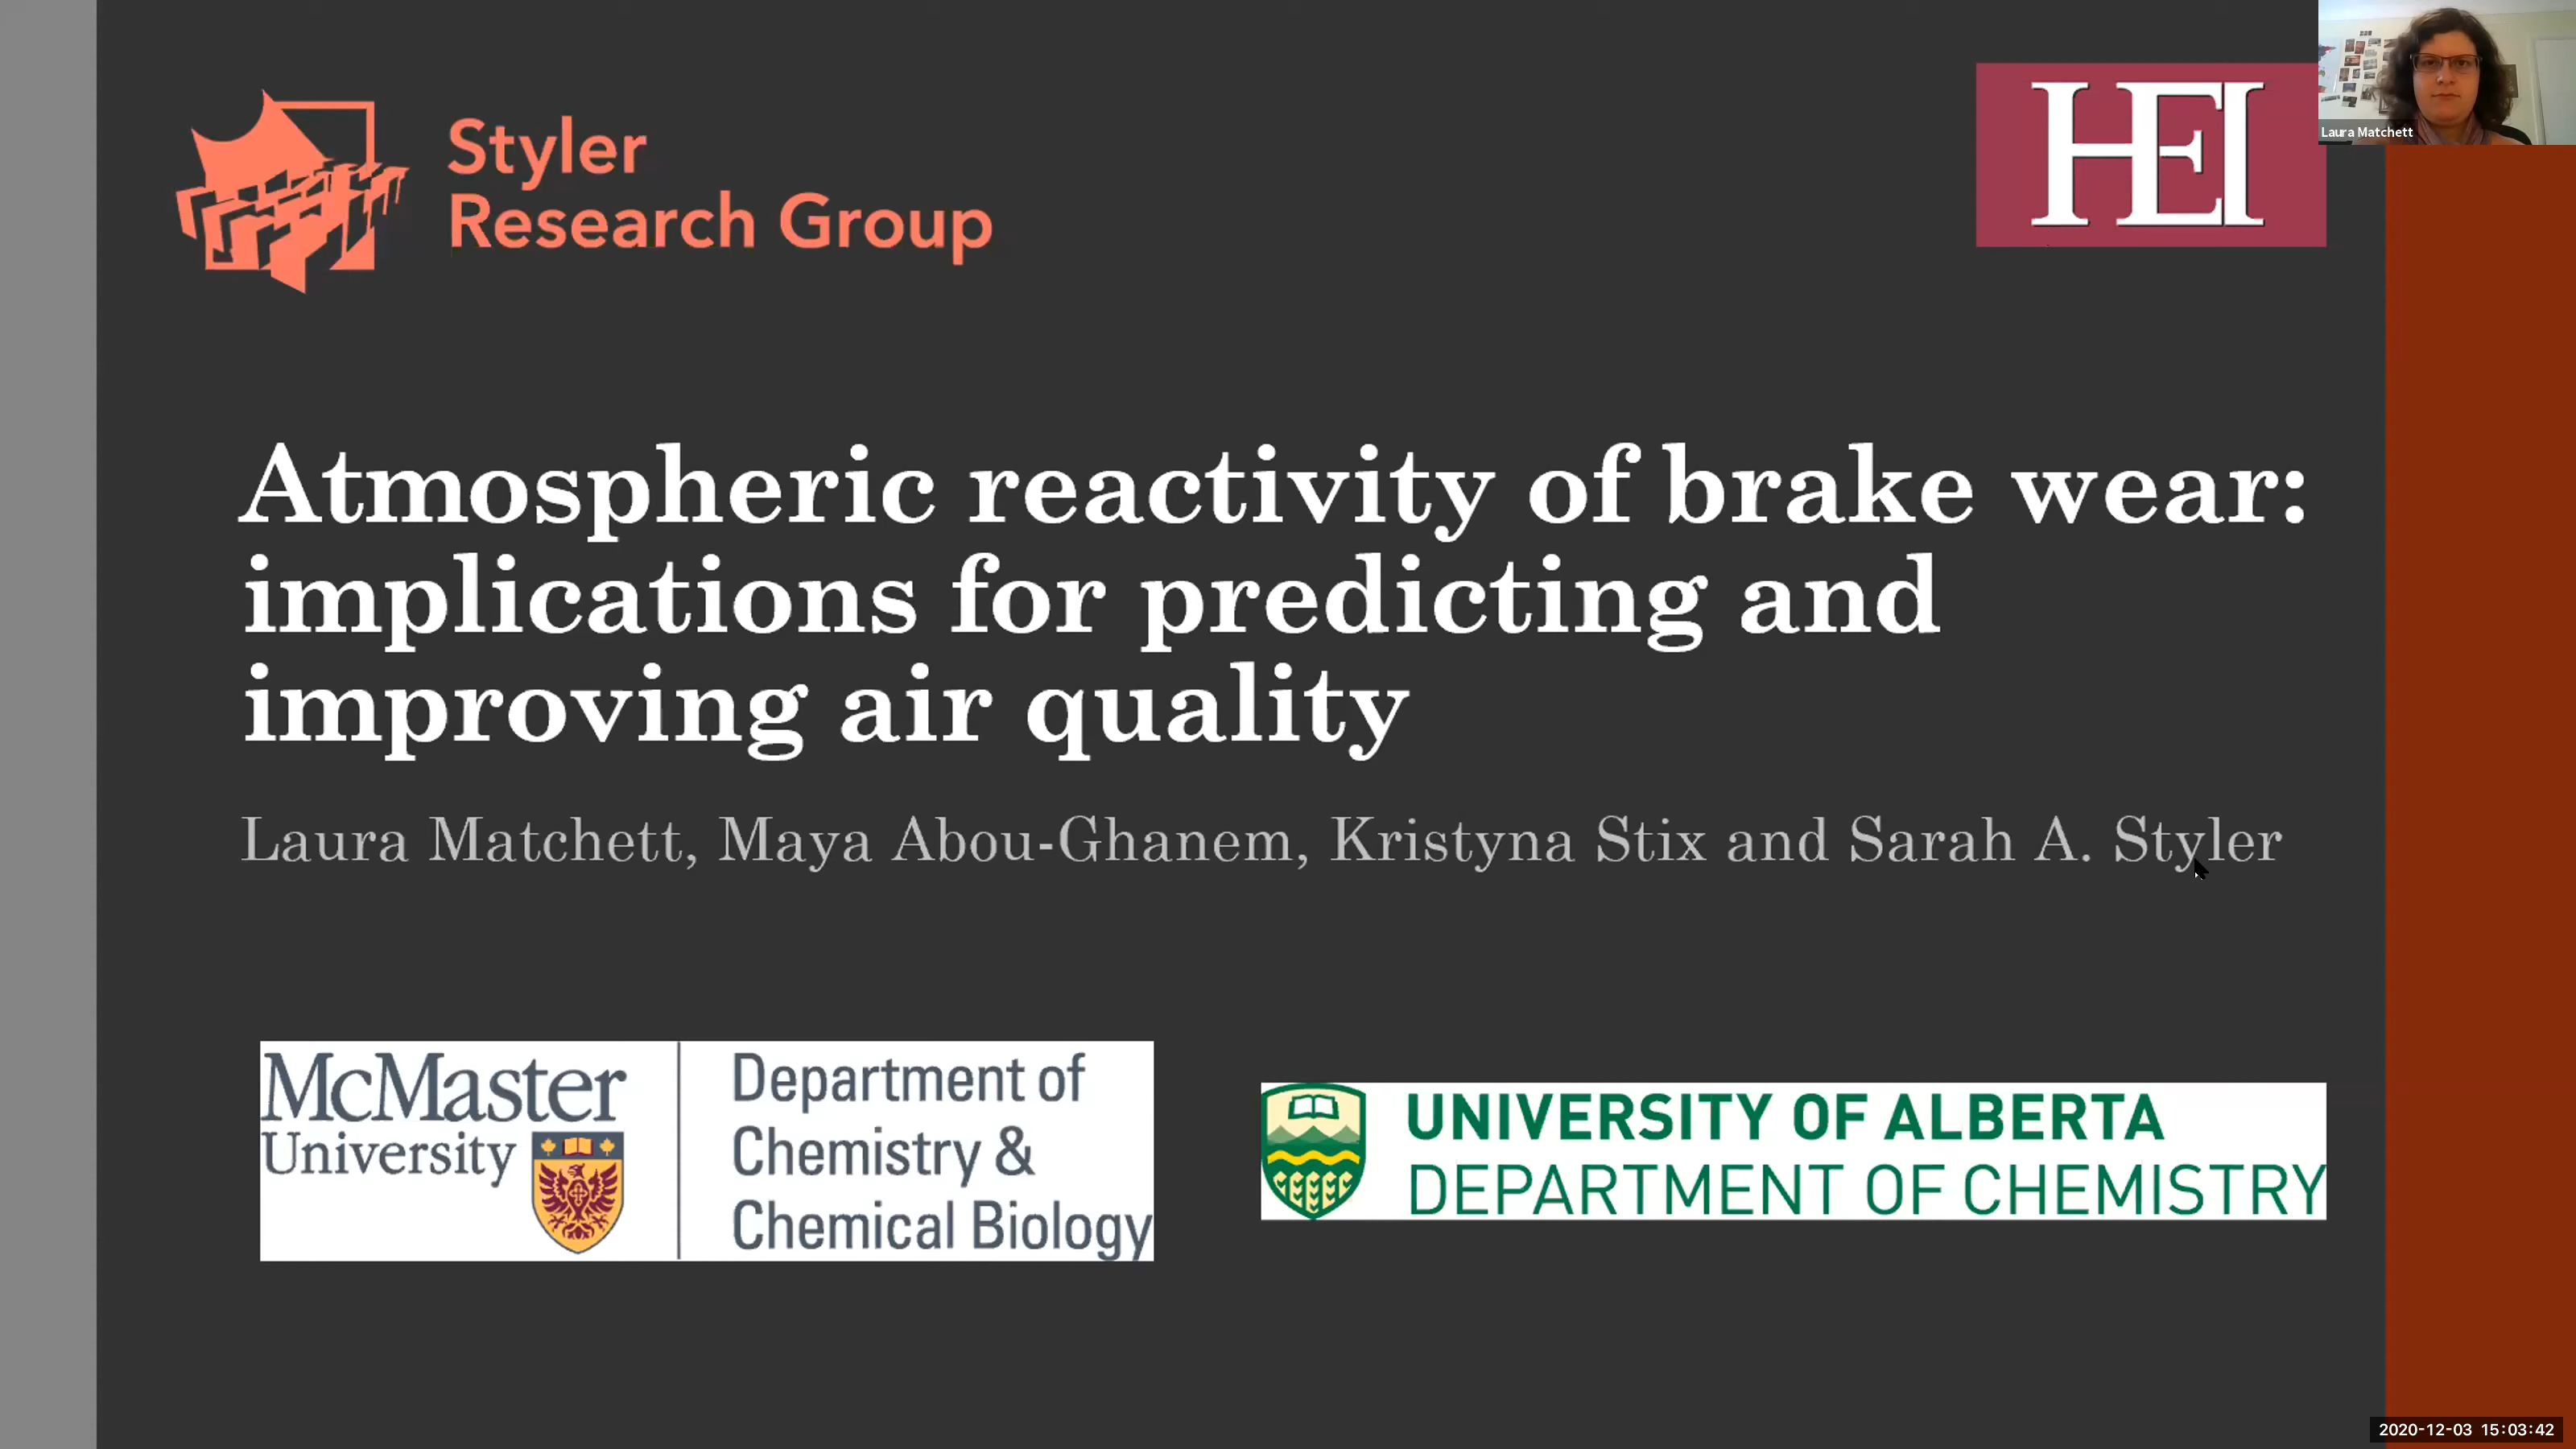 Styler
Research Group
HEI
Laura Matchett
Atmospheric reactivity of brake wear:
implications for predicting and
improving air quality
Laura Matchett, Maya Abou-Ghanem, Kristyna Stix and Sarah A. Styler
McMaster
University
Department of
Chemistry &
Chemical Biology
UNIVERSITY OF ALBERTA
DEPARTMENT OF CHEMISTRY
2020-12-03 15:03:42